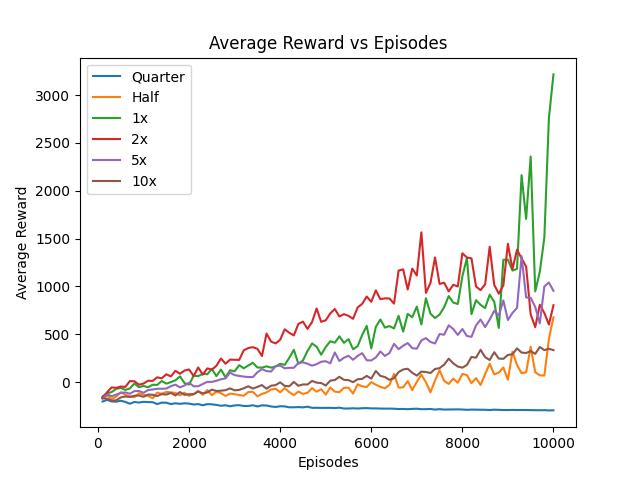 Average Reward vs Episodes
Quarter
Half
1x
2x
5x
10x
3000
2500
2000
1500
1000
500
0
Average Reward
0 2000 4000 6000 8000 10000
Episodes